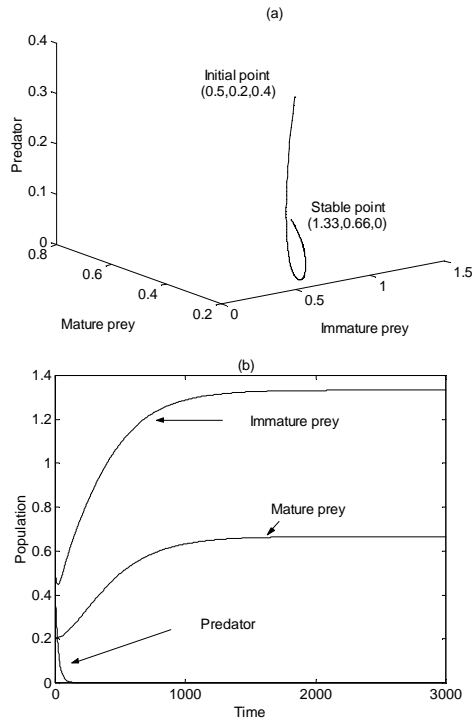 (a)
0.4
0.3
0.2
0.1
0
Predator
Initial point
(0.5,0.2,0.4)
Stable point
(1.33,0.66,0)
0.8
0.6
0.4
0.2
Mature prey
0
0.5
1
1.5
Immature prey
(b)
1.4
1.2
1
0.8
0.6
0.4
0.2
0
Population
Immature prey
Mature prey
Predator
0
1000
2000
3000
Time